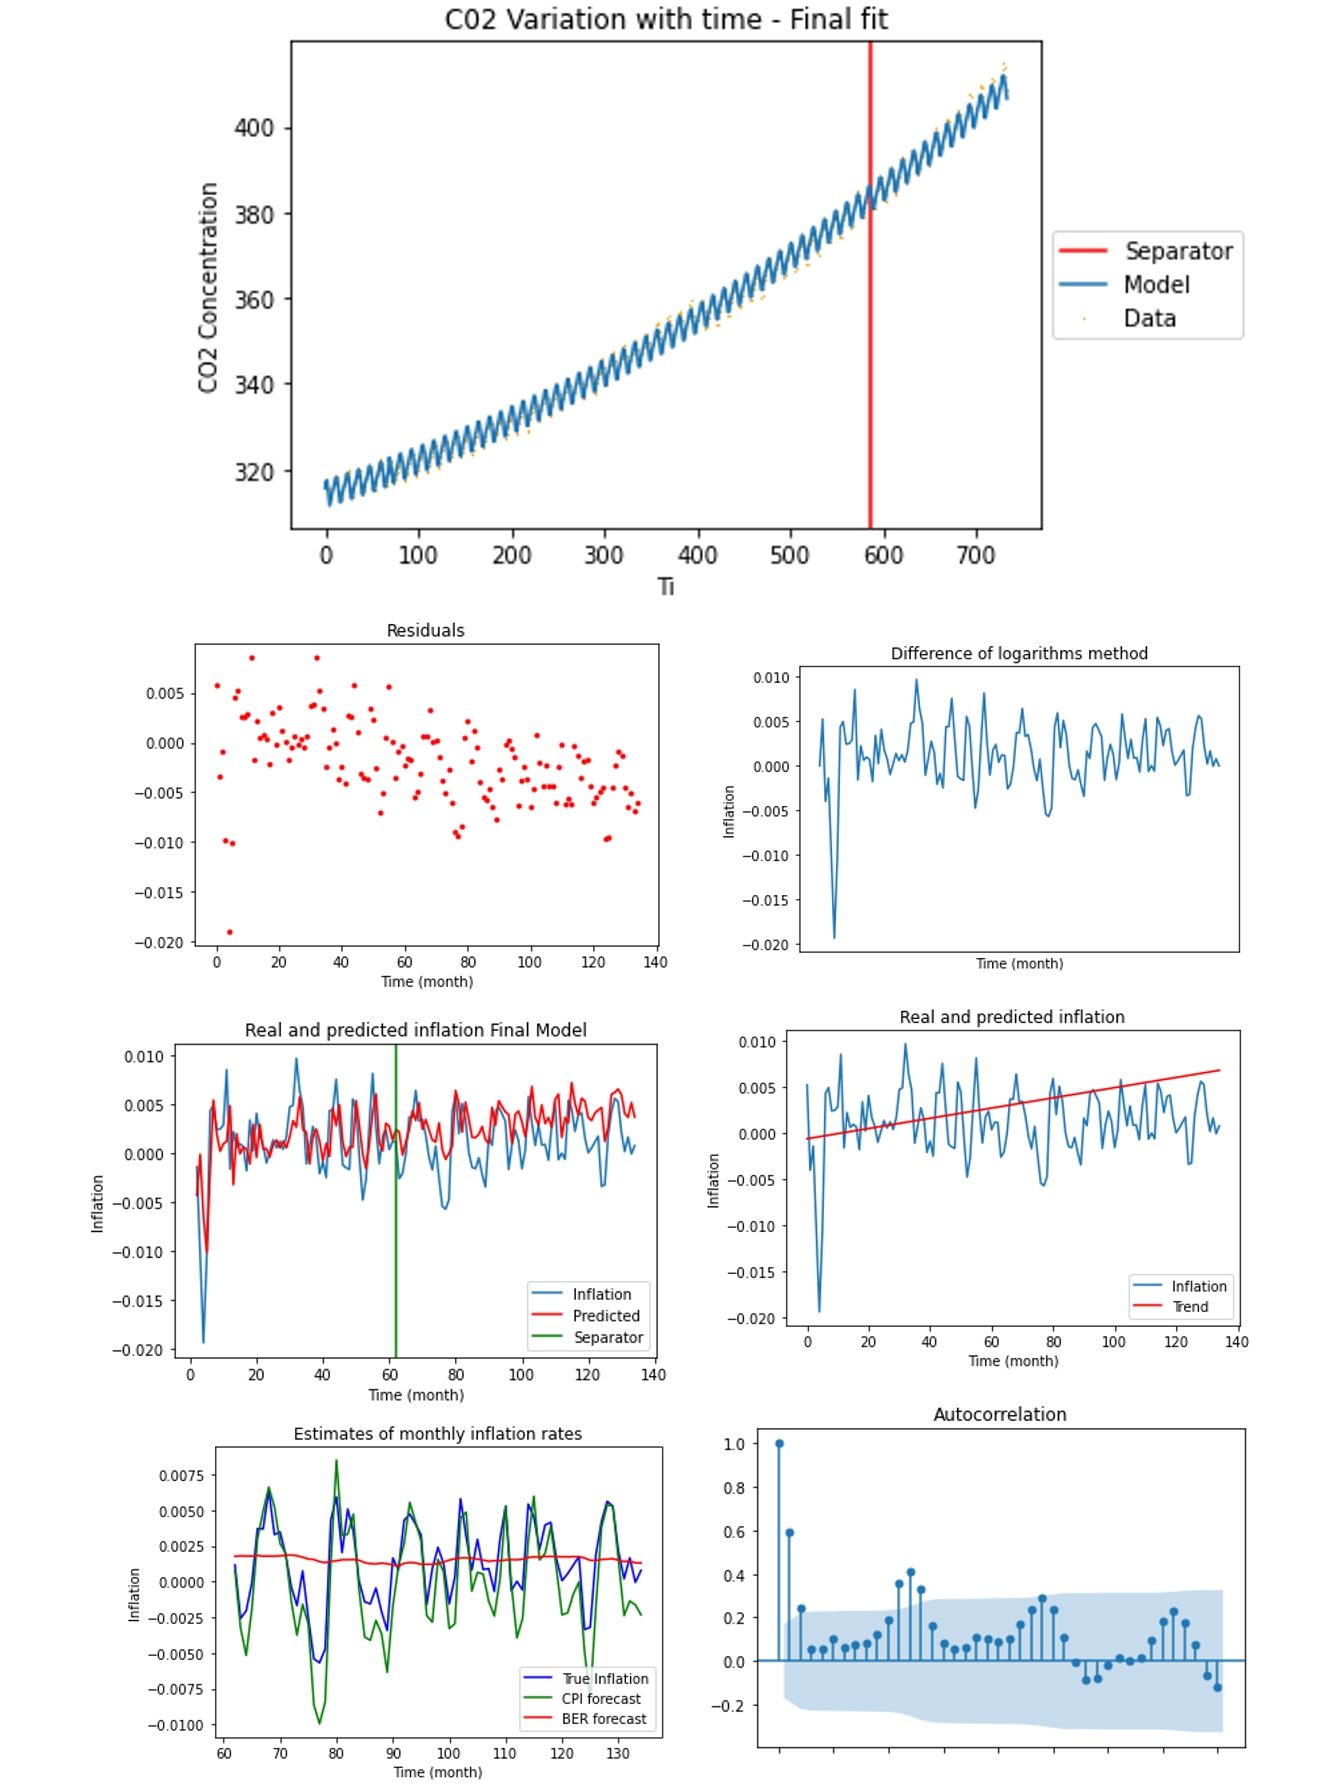 C02 Variation with time - Final fit
400
380
360
340
320
CO2 Concentration
0 100 200 300 400 500 600 700
Ti
Separator
Model
Data
Residuals
0.005
0.000
−0.005
−0.010
−0.015
−0.020
0 20 40 60 80 100 120 140
Time (month)
Difference of logarithms method
0.010
0.005
0.000
−0.005
−0.010
−0.015
−0.020
Inflation
Time (month)
Real and predicted inflation Final Model
0.010
0.005
0.000
−0.005
−0.010
−0.015
−0.020
Inflation
Inflation
Predicted
Separator
0 20 40 60 80 100 120 140
Time (month)
Real and predicted inflation
0.010
0.005
0.000
−0.005
−0.010
−0.015
−0.020
Inflation
Inflation
Trend
0 20 40 60 80 100 120 140
Time (month)
Estimates of monthly inflation rates
0.0075
0.0050
0.0025
0.0000
−0.0025
−0.0050
−0.0075
−0.0100
Inflation
True Inflation
CPI forecast
BER forecast
60 70 80 90 100 110 120 130
Time (month)
Autocorrelation
1.0
0.8
0.6
0.4
0.2
0.0
−0.2